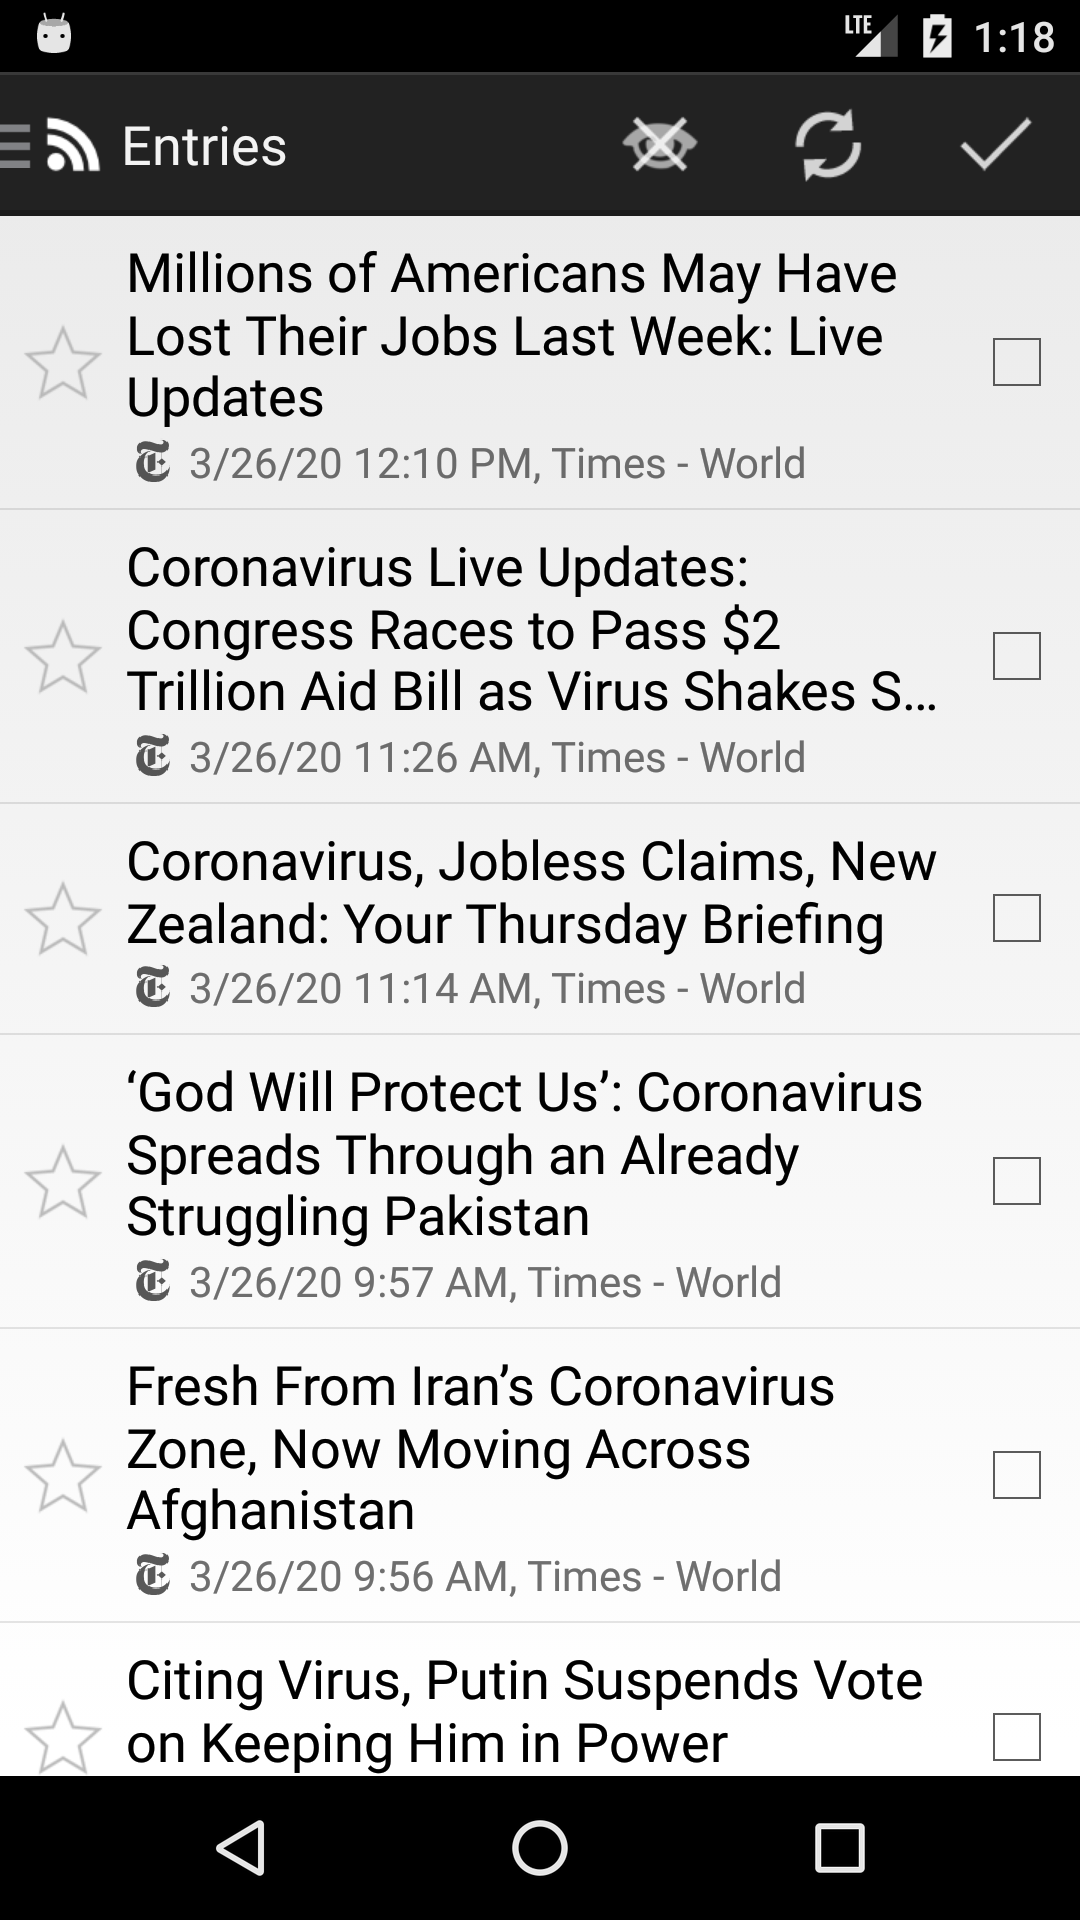 LTE 1:18
Entries
Millions of Americans May Have
Lost Their Jobs Last Week: Live
Updates
3/26/20 12:10 PM, Times - World
Coronavirus Live Updates:
Congress Races to Pass $2
Trillion Aid Bill as Virus Shakes S…
3/26/20 11:26 AM, Times - World
Coronavirus, Jobless Claims, New
Zealand: Your Thursday Briefing
3/26/20 11:14 AM, Times - World
‘God Will Protect Us’: Coronavirus
Spreads Through an Already
Struggling Pakistan
3/26/20 9:57 AM, Times - World
Fresh From Iran’s Coronavirus
Zone, Now Moving Across
Afghanistan
3/26/20 9:56 AM, Times - World
Citing Virus, Putin Suspends Vote
on Keeping Him in Power